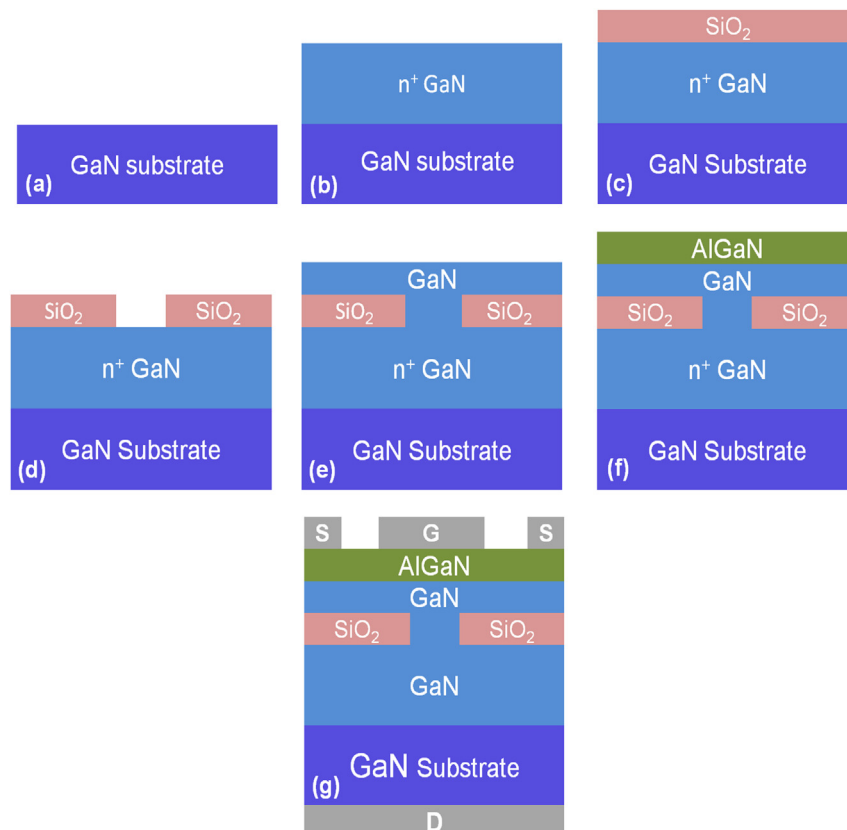 GaN substrate
(a)
n⁺ GaN
GaN substrate
(b)
SiO₂
n⁺ GaN
GaN Substrate
(c)
SiO₂ SiO₂
n⁺ GaN
GaN Substrate
(d)
GaN
SiO₂ SiO₂
n⁺ GaN
GaN Substrate
(e)
AlGaN
GaN
SiO₂ SiO₂
n⁺ GaN
GaN Substrate
(f)
S G S
AlGaN
GaN
SiO₂ SiO₂
GaN
GaN Substrate
(g)
D